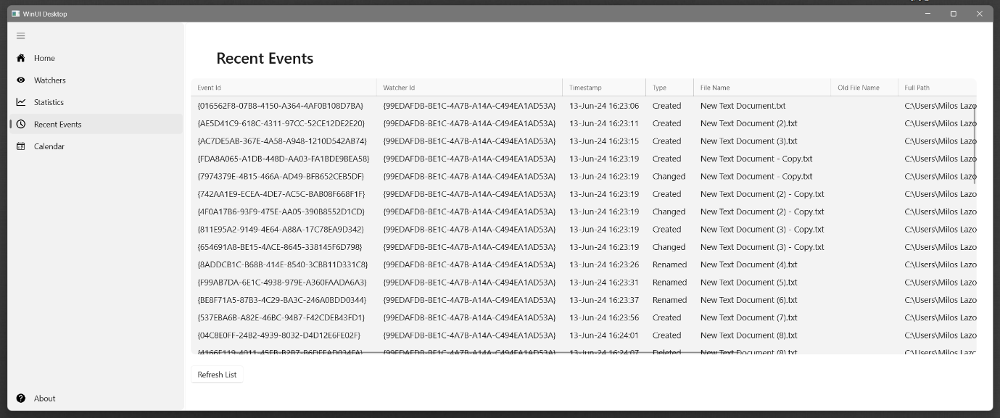 WinUI Desktop
Home
Watchers
Statistics
Recent Events
Calendar
About
Recent Events
Event Id Watcher Id Timestamp Type File Name Old File Name Full Path
{016562F8-07B8-4150-A364-4AF0B108D7BA} {99EDAFDB-BE1C-4A7B-A14A-C494EA1AD53A} 13-Jun-24 16:23:06 Created New Text Document.txt C:\Users\Milos Lazo
{AE5D41C9-618C-4311-97CC-52CE12DE2E20} {99EDAFDB-BE1C-4A7B-A14A-C494EA1AD53A} 13-Jun-24 16:23:11 Created New Text Document (2).txt C:\Users\Milos Lazo
{AC7DE5AB-367E-4A58-A948-1210D542AB74} {99EDAFDB-BE1C-4A7B-A14A-C494EA1AD53A} 13-Jun-24 16:23:15 Created New Text Document (3).txt C:\Users\Milos Lazo
{FDA8A065-A1DB-448D-AA03-FA1BDE9BEA58} {99EDAFDB-BE1C-4A7B-A14A-C494EA1AD53A} 13-Jun-24 16:23:19 Created New Text Document - Copy.txt C:\Users\Milos Lazo
{7974379E-4B15-466A-AD49-BFB652CEB5DF} {99EDAFDB-BE1C-4A7B-A14A-C494EA1AD53A} 13-Jun-24 16:23:19 Changed New Text Document - Copy.txt C:\Users\Milos Lazo
{742AA1E9-ECEA-4DE7-AC5C-BAB08F668F1F} {99EDAFDB-BE1C-4A7B-A14A-C494EA1AD53A} 13-Jun-24 16:23:19 Created New Text Document (2) - Copy.txt C:\Users\Milos Lazo
{4F0A17B6-93F9-475E-AA05-390B8552D1CD} {99EDAFDB-BE1C-4A7B-A14A-C494EA1AD53A} 13-Jun-24 16:23:19 Changed New Text Document (2) - Copy.txt C:\Users\Milos Lazo
{811E95A2-9149-4E64-A88A-17C78EA9D342} {99EDAFDB-BE1C-4A7B-A14A-C494EA1AD53A} 13-Jun-24 16:23:19 Created New Text Document (3) - Copy.txt C:\Users\Milos Lazo
{654691A8-BE15-4ACE-8645-338145F6D798} {99EDAFDB-BE1C-4A7B-A14A-C494EA1AD53A} 13-Jun-24 16:23:19 Changed New Text Document (3) - Copy.txt C:\Users\Milos Lazo
{8ADDCB1C-B68B-414E-8540-3CBB11D331C8} {99EDAFDB-BE1C-4A7B-A14A-C494EA1AD53A} 13-Jun-24 16:23:26 Renamed New Text Document (4).txt C:\Users\Milos Lazo
{F99AB7DA-6E1C-4938-979E-A360FAADA6A3} {99EDAFDB-BE1C-4A7B-A14A-C494EA1AD53A} 13-Jun-24 16:23:31 Renamed New Text Document (5).txt C:\Users\Milos Lazo
{BE8F71A5-87B3-4C29-BA3C-246A0BDD0344} {99EDAFDB-BE1C-4A7B-A14A-C494EA1AD53A} 13-Jun-24 16:23:37 Renamed New Text Document (6).txt C:\Users\Milos Lazo
{537EBA6B-A82E-46BC-94B7-F42CDEB43FD1} {99EDAFDB-BE1C-4A7B-A14A-C494EA1AD53A} 13-Jun-24 16:23:56 Created New Text Document (7).txt C:\Users\Milos Lazo
{04C8E0FF-24B2-4939-8032-D4D12E6FE02F} {99EDAFDB-BE1C-4A7B-A14A-C494EA1AD53A} 13-Jun-24 16:24:01 Created New Text Document (8).txt C:\Users\Milos Lazo
{99EDAFDB-BE1C-4A7B-A14A-C494EA1AD53A} 13-Jun-24 16:24:07 Deleted New Text Document (8).txt C:\Users\Milos Lazo
Refresh List